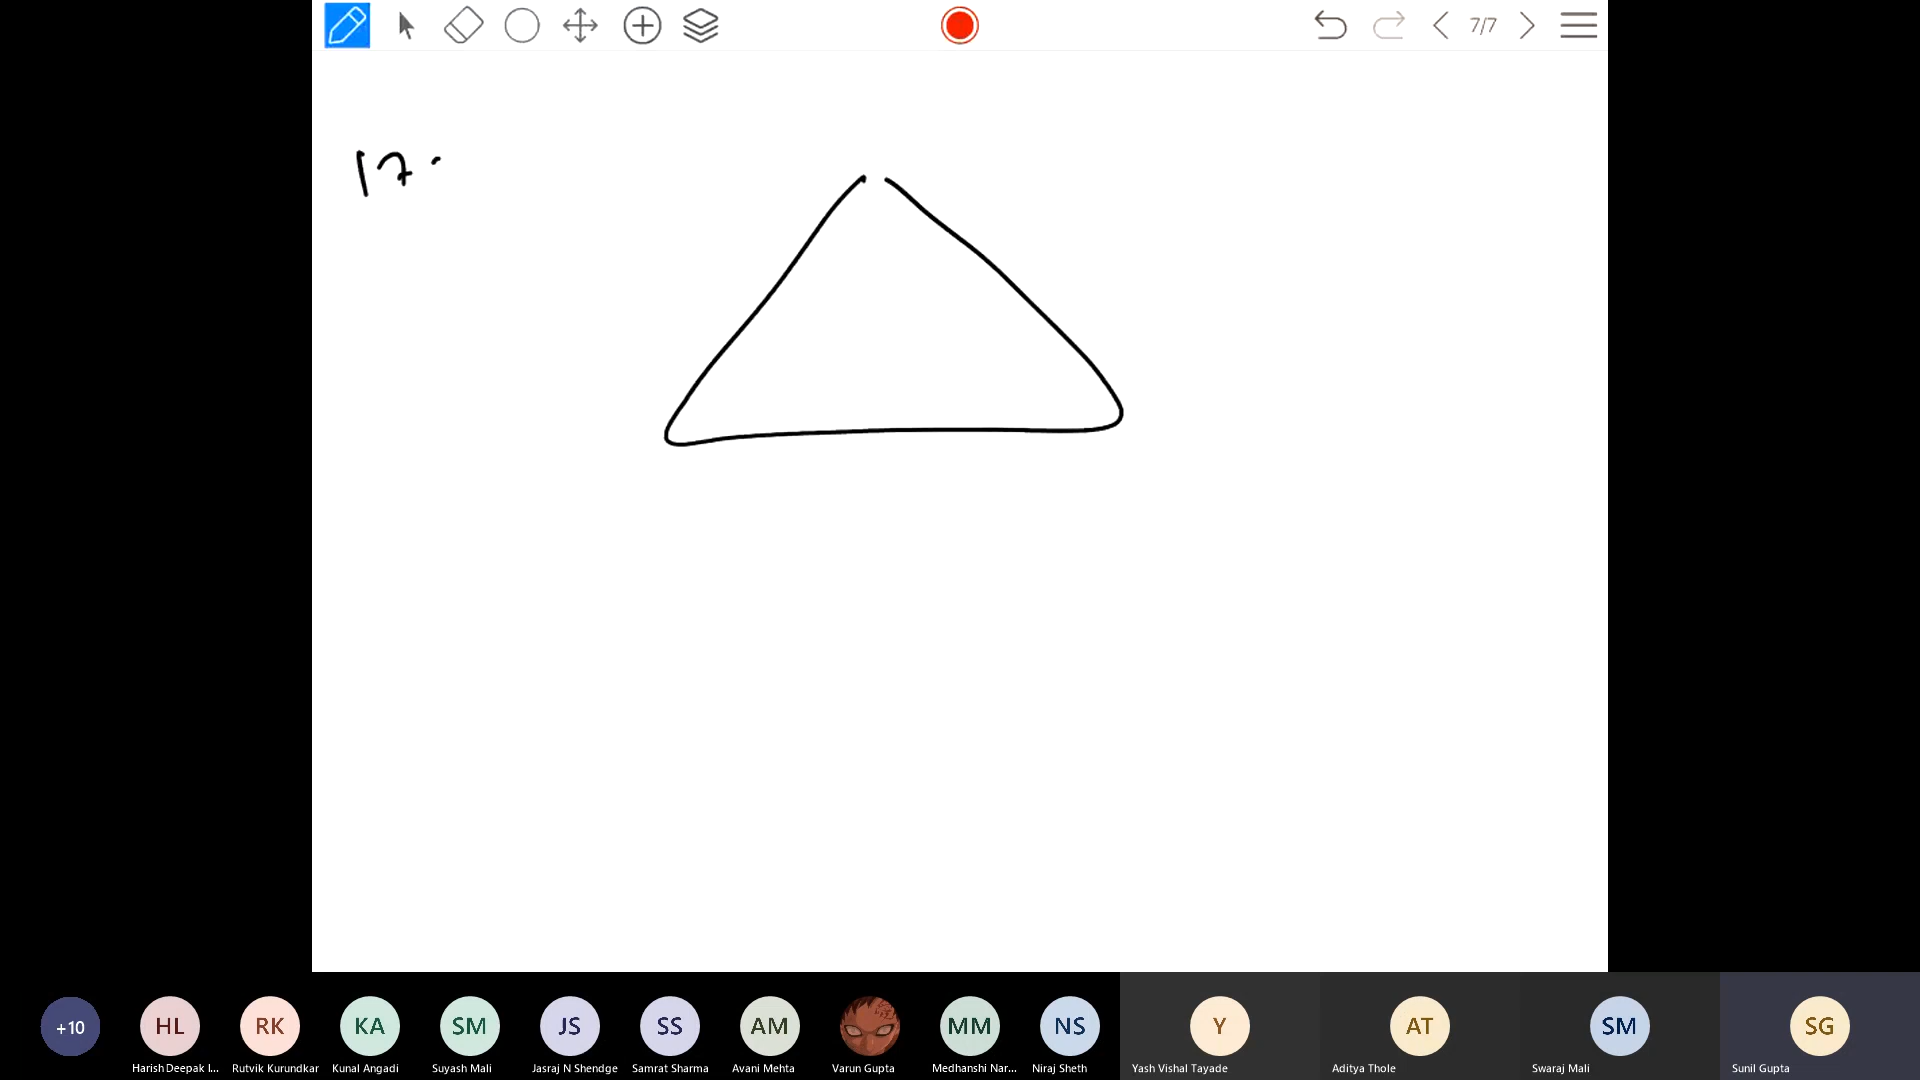 7/7
17.
+10
HL
RK
KA
SM
JS
SS
AM
MM
NS
Y
AT
SM
SG
Harish Deepak I...
Rutvik Kurundkar
Kunal Angadi
Suyash Mali
Jasraj N Shendge
Samrat Sharma
Avani Mehta
Varun Gupta
Medhanshi Nar...
Niraj Sheth
Yash Vishal Tayade
Aditya Thole
Swaraj Mali
Sunil Gupta